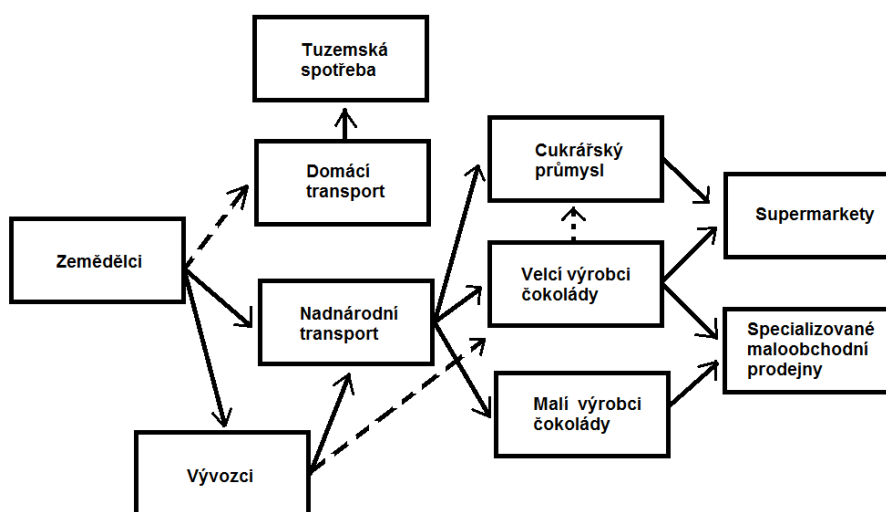 Tuzemská
spotřeba
Domácí
transport
Cukrářský
průmysl
Supermarkety
Zemědělci
Velcí výrobci
čokolády
Nadnárodní
transport
Specializované
maloobchodní
prodejny
Malí  výrobci
čokolády
Vývozci